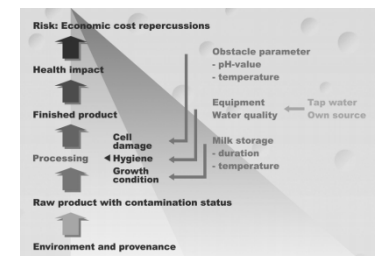 Risk: Economic cost repercussions
Obstacle parameter
- pH-value
- temperature
Health impact
Equipment
Water quality
Tap water
Own source
Finished product
Cell
damage
Milk storage
- duration
- temperature
Processing
Hygiene
Growth
condition
Raw product with contamination status
Environment and provenance